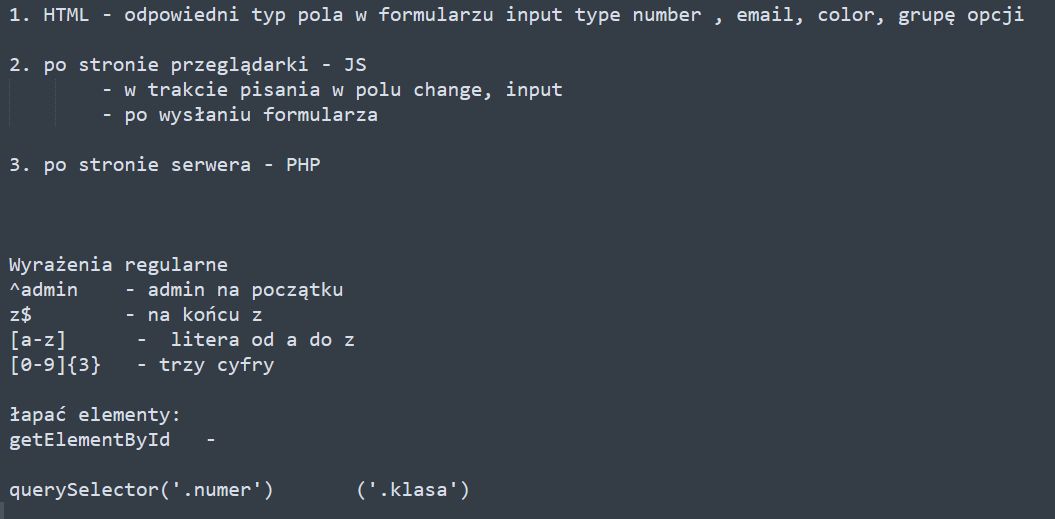 1. HTML - odpowiedni typ pola w formularzu input type number , email, color, grupę opcji
2. po stronie przeglądarki - JS
- w trakcie pisania w polu change, input
- po wysłaniu formularza
3. po stronie serwera - PHP
Wyrażenia regularne
^admin - admin na początku
z$ - na końcu z
[a-z] - litera od a do z
[0-9]{3} - trzy cyfry
łapać elementy:
getElementById -
querySelector('.numer') ('.klasa')